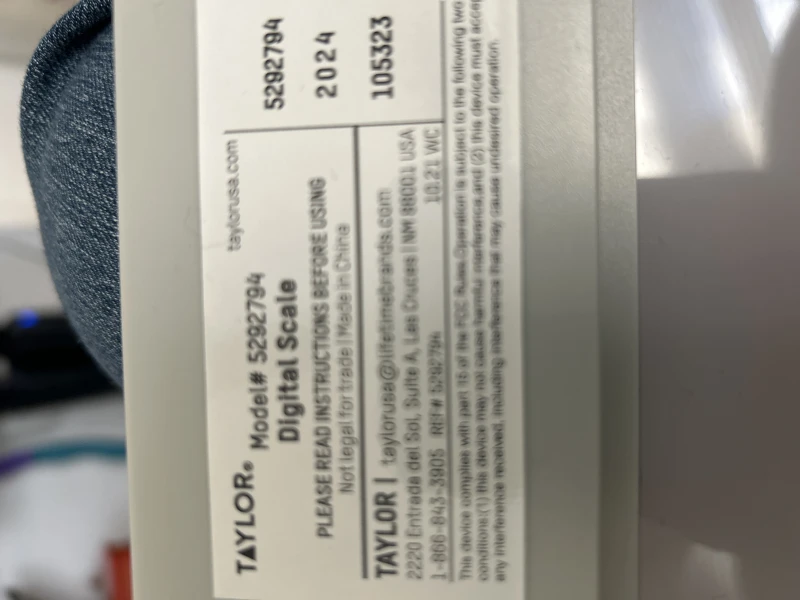 TAYLOR® taylorusa.com
Model# 5292794
Digital Scale
PLEASE READ INSTRUCTIONS BEFORE USING
Not legal for trade | Made in China
5292794
2024
105323
TAYLOR | taylorusa@lifetimebrands.com
2220 Entrada del Sol, Suite A, Las Cruces | NM 88001 USA
1-866-843-3905 REF# 5292794 10.21 WC
This device complies with part 15 of the FCC Rules.Operation is subject to the following two
conditions:(1) this device may not cause harmful interference,and (2) this device must accep
any interference received, including interference that may cause undesired operation.